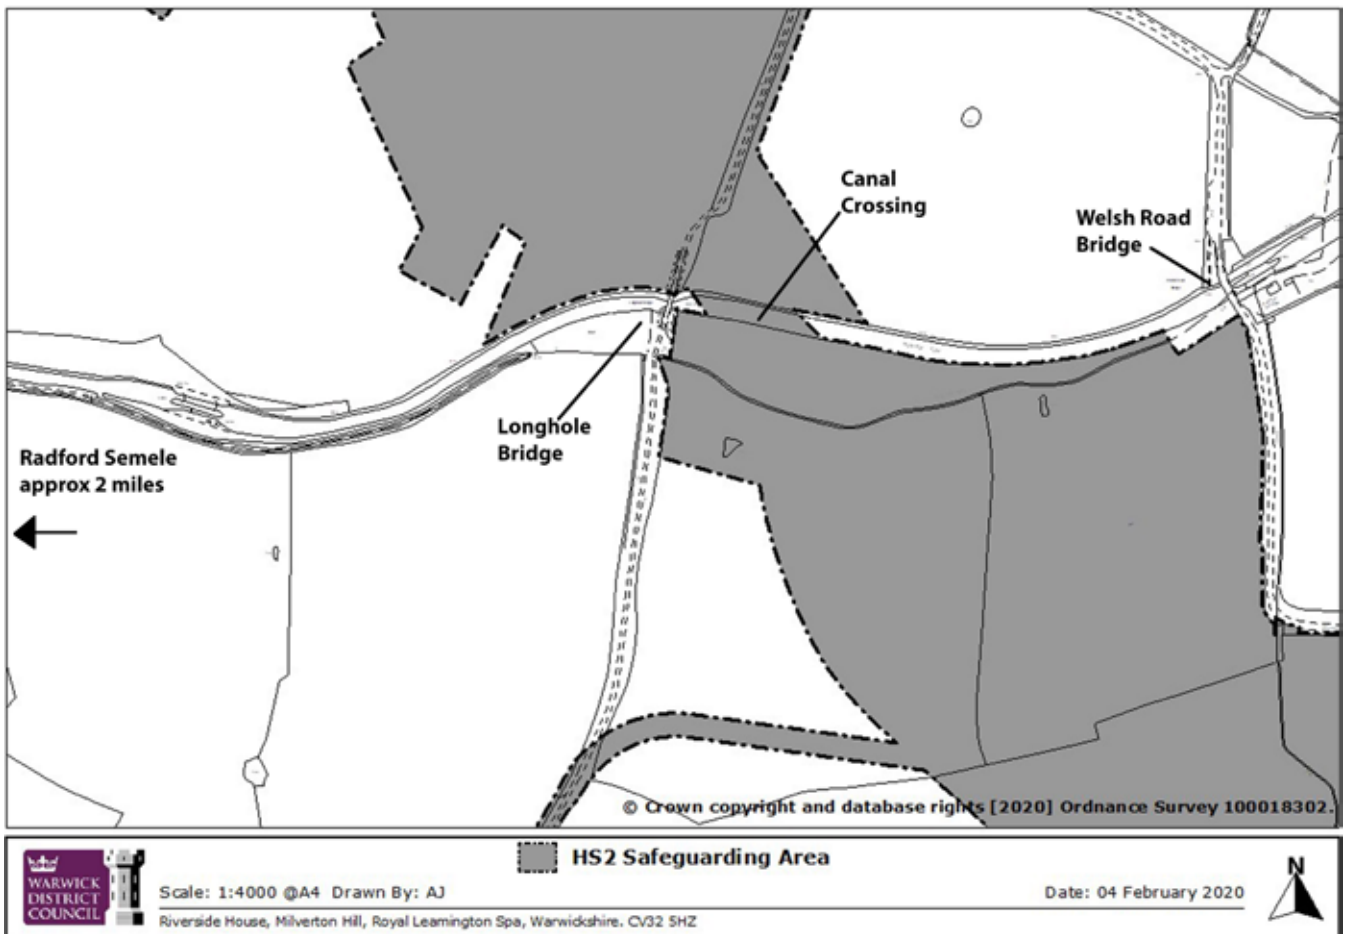 Canal
Crossing
Welsh Road
Bridge
Longhole
Bridge
Radford Semele
approx 2 miles
© Crown copyright and database rights [2020] Ordnance Survey 100018302.
HS2 Safeguarding Area
WARWICK
DISTRICT
COUNCIL
Scale: 1:4000 @A4 Drawn By: AJ
Date: 04 February 2020
Riverside House, Milverton Hill, Royal Leamington Spa, Warwickshire. CV32 5HZ
N